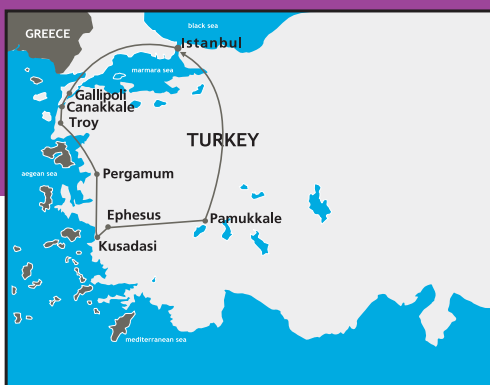 black sea
GREECE
Istanbul
marmara sea
Gallipoli
Canakkale
Troy
TURKEY
aegean sea
Pergamum
Ephesus
Pamukkale
Kusadasi
mediterranean sea